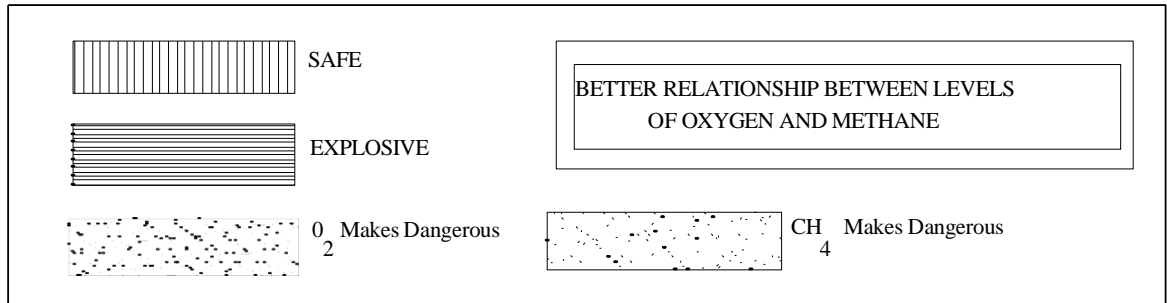 SAFE
BETTER RELATIONSHIP BETWEEN LEVELS
OF OXYGEN AND METHANE
EXPLOSIVE
0 Makes Dangerous
2
CH Makes Dangerous
4